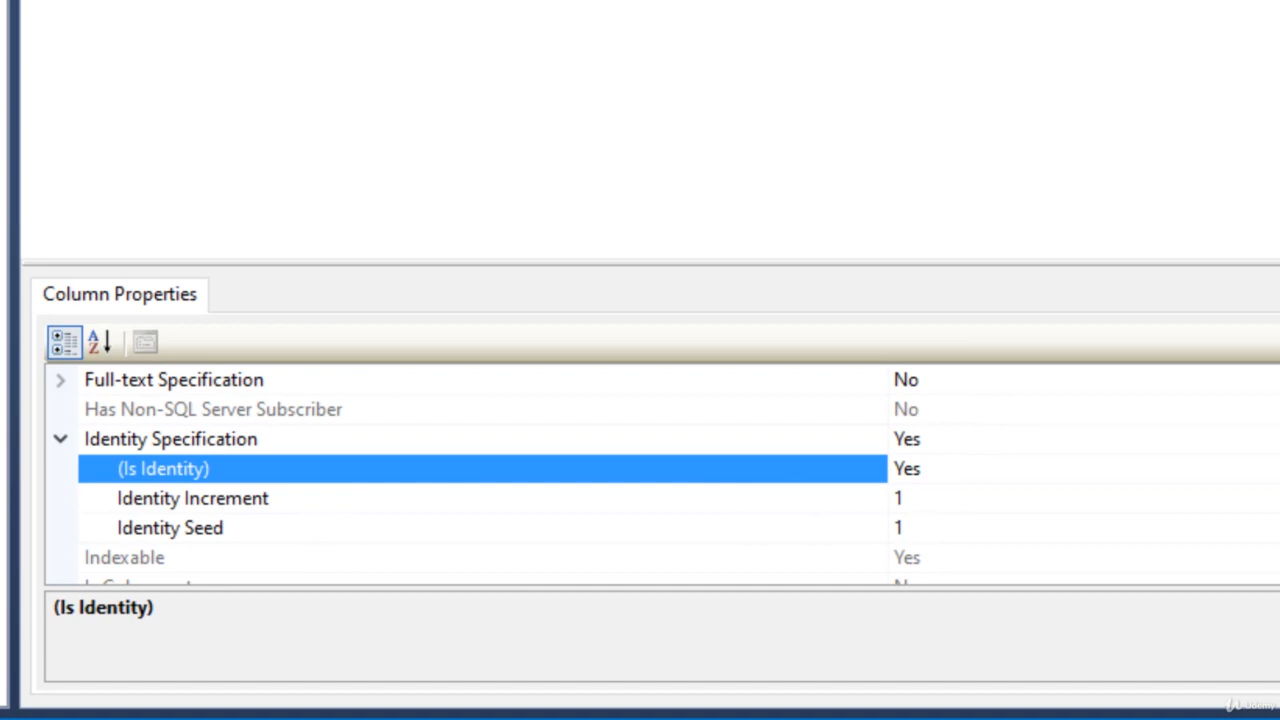 Column Properties
Full-text Specification No
Has Non-SQL Server Subscriber No
Identity Specification Yes
(Is Identity) Yes
Identity Increment 1
Identity Seed 1
Indexable Yes
(Is Identity)
Udemy